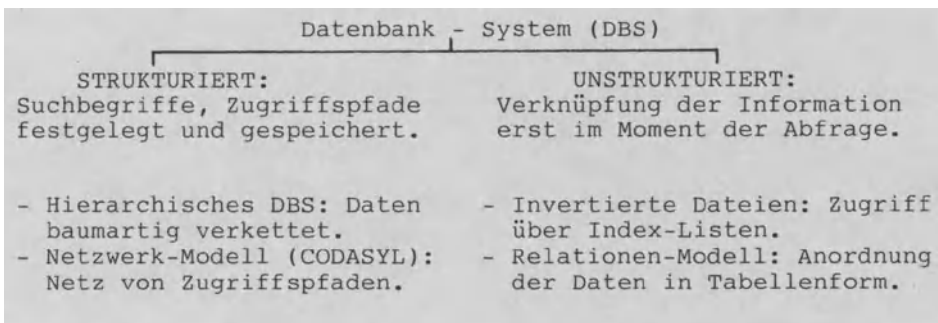 Datenbank - System (DBS)
STRUKTURIERT:
Suchbegriffe, Zugriffspfade
festgelegt und gespeichert.
- Hierarchisches DBS: Daten
baumartig verkettet.
- Netzwerk-Modell (CODASYL):
Netz von Zugriffspfaden.
UNSTRUKTURIERT:
Verknüpfung der Information
erst im Moment der Abfrage.
- Invertierte Dateien: Zugriff
über Index-Listen.
- Relationen-Modell: Anordnung
der Daten in Tabellenform.